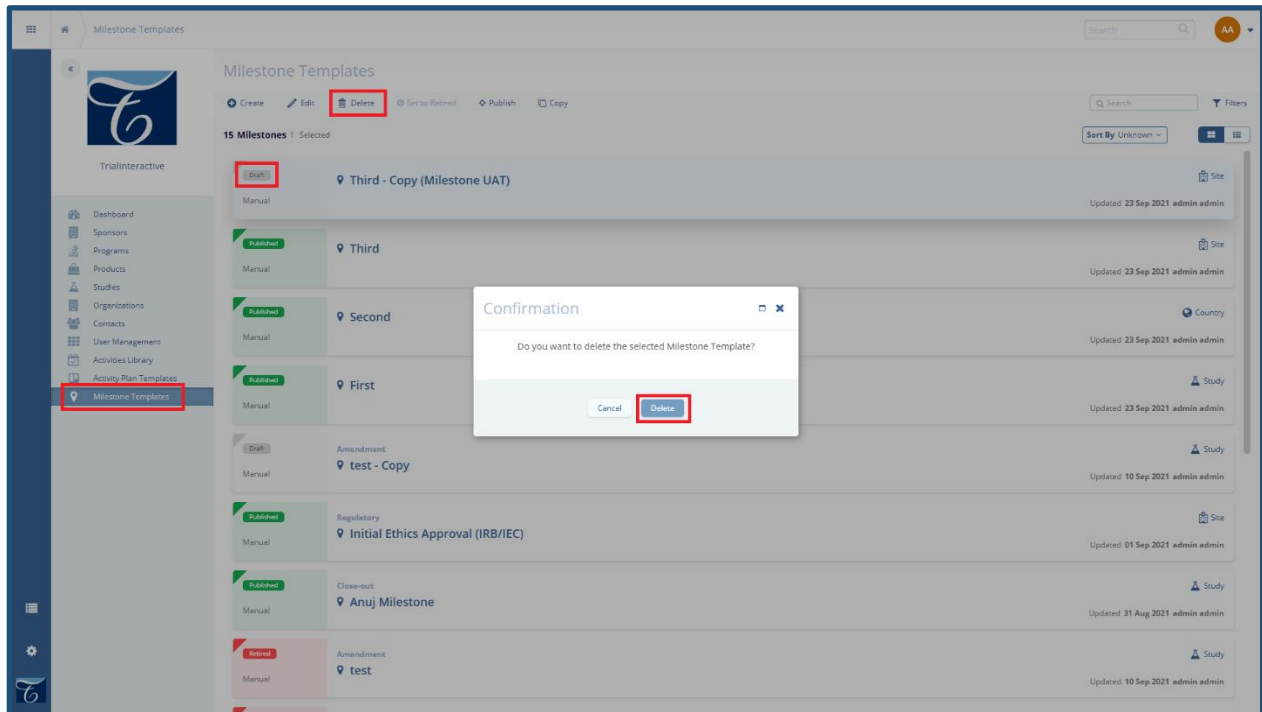 Milestone Templates
Search
AA
Trialinteractive
Dashboard
Sponsors
Programs
Products
Studies
Organizations
Contacts
User Management
Activities Library
Activity Plan Templates
Milestone Templates
Milestone Templates
Create Edit Delete Set to Retired Publish Copy
Search Filters
15 Milestones 1 Selected
Sort By Unknown
Draft
Manual
Third - Copy (Milestone UAT)
Site
Updated 23 Sep 2021 admin admin
Published
Manual
Third
Site
Updated 23 Sep 2021 admin admin
Published
Manual
Second
Country
Updated 23 Sep 2021 admin admin
Published
Manual
First
Study
Updated 23 Sep 2021 admin admin
Confirmation
Do you want to delete the selected Milestone Template?
Cancel Delete
Draft
Manual
Amendment
test - Copy
Study
Updated 10 Sep 2021 admin admin
Published
Manual
Regulatory
Initial Ethics Approval (IRB/IEC)
Site
Updated 01 Sep 2021 admin admin
Published
Manual
Close-out
Anuj Milestone
Study
Updated 31 Aug 2021 admin admin
Retired
Manual
Amendment
test
Study
Updated 10 Sep 2021 admin admin